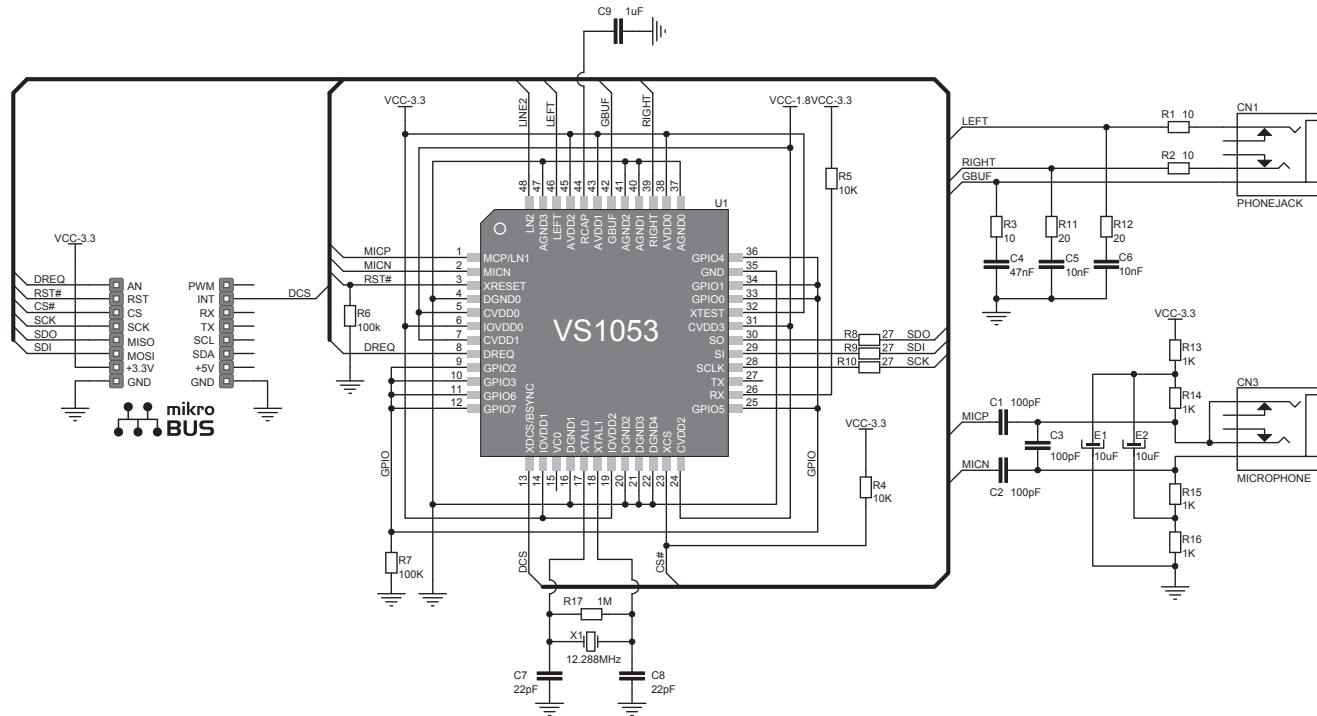 C9 1uF
VCC-3.3
VCC-1.8 VCC-3.3
LINE2
LEFT
GBUF
RIGHT
R5
10K
48
47
46
45
44
43
42
41
40
39
38
37
U1
LN2
AGND3
LEFT
AVDD2
RCAP
AVDD1
GBUF
AGND2
AGND1
RIGHT
AVDD0
AGND0
MICP 1 MCP/LN1
MICN 2 MICN
RST# 3 XRESET
4 DGND0
5 CVDD0
6 IOVDD0
7 CVDD1
DREQ 8 DREQ
9 GPIO2
10 GPIO3
11 GPIO6
12 GPIO7
VS1053
GPIO4 36
GND 35
GPIO1 34
GPIO0 33
XTEST 32
CVDD3 31
SO 30 R8 27 SDO
SI 29 R9 27 SDI
SCLK 28 R10 27 SCK
TX 27
RX 26
GPIO5 25
XDCS/BSYNC
IOVDD1
VC0
DGND1
XTAL0
XTAL1
IOVDD2
DGND2
DGND3
DGND4
XCS
CVDD2
13
14
15
16
17
18
19
20
21
22
23
24
GPIO
GPIO
R6
100k
R7
100K
DCS
CS#
VCC-3.3
R4
10K
R17 1M
X1
12.288MHz
C7
22pF
C8
22pF
VCC-3.3
DREQ AN
RST# RST
CS# CS
SCK SCK
SDO MISO
SDI MOSI
+3.3V
GND
PWM
INT DCS
RX
TX
SCL
SDA
+5V
GND
mikro
BUS
CN1
LEFT R1 10
RIGHT R2 10
GBUF
PHONEJACK
R3
10
R11
20
R12
20
C4
47nF
C5
10nF
C6
10nF
VCC-3.3
R13
1K
R14
1K
CN3
MICP C1 100pF
C3
100pF
E1
10uF
E2
10uF
MICN
C2 100pF
MICROPHONE
R15
1K
R16
1K